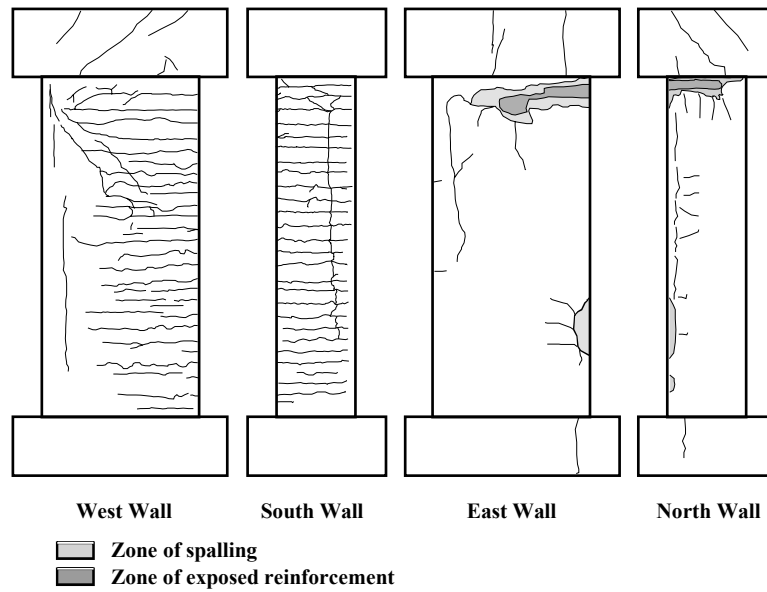 West Wall
South Wall
East Wall
North Wall
Zone of spalling
Zone of exposed reinforcement